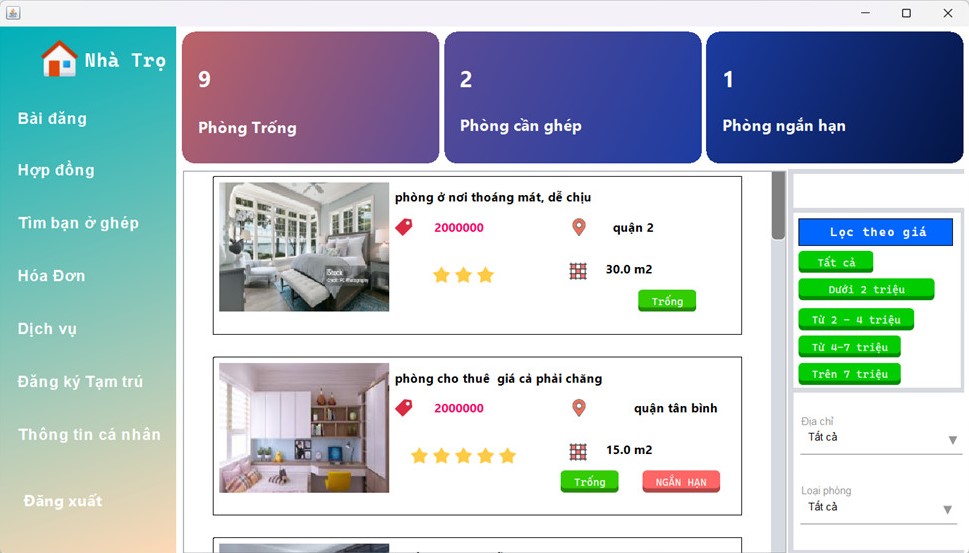 Nhà Trọ
Bài đăng
Hợp đồng
Tìm bạn ở ghép
Hóa Đơn
Dịch vụ
Đăng ký Tạm trú
Thông tin cá nhân
Đăng xuất
9
Phòng Trống
2
Phòng cần ghép
1
Phòng ngắn hạn
phòng ở nơi thoáng mát, dễ chịu
2000000
quận 2
30.0 m2
Trống
iStock
Credit: HL Photography
phòng cho thuê  giá cả phải chăng
2000000
quận tân bình
15.0 m2
Trống
NGẮN HẠN
Lọc theo giá
Tất cả
Dưới 2 triệu
Từ 2 - 4 triệu
Từ 4-7 triệu
Trên 7 triệu
Địa chỉ
Tất cả
Loại phòng
Tất cả